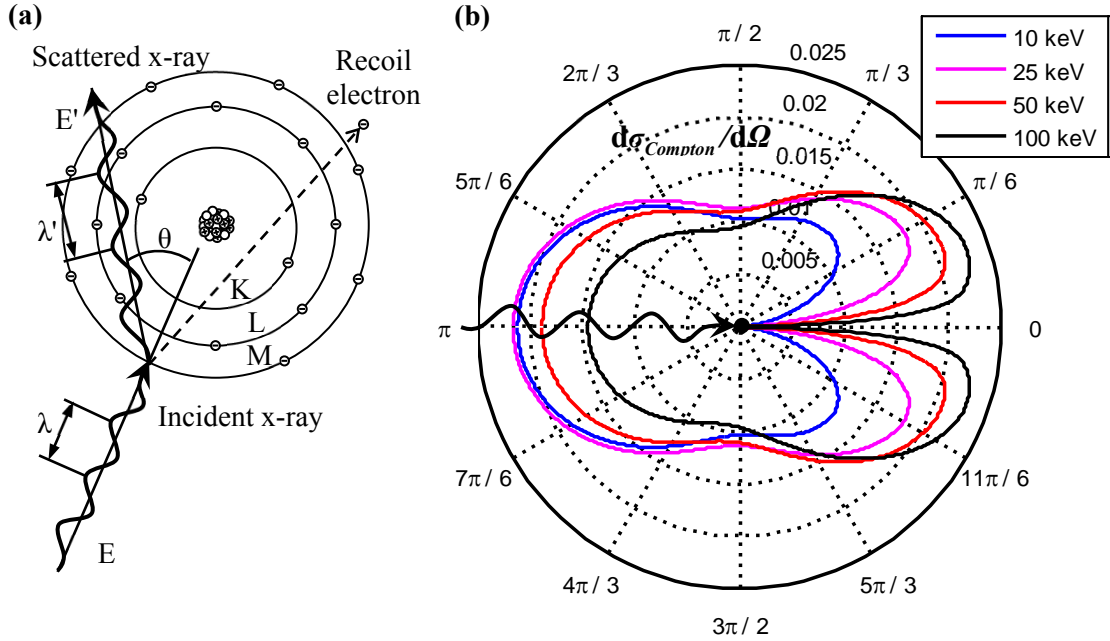 (a)
Scattered x-ray
Recoil
electron
E'
λ'
θ
K
L
M
λ
Incident x-ray
E
(b)
π / 2
0.025
2π / 3
π / 3
0.02
dσCompton/dΩ
0.015
5π / 6
π / 6
0.01
0.005
π
0
7π / 6
11π / 6
4π / 3
5π / 3
3π / 2
10 keV
25 keV
50 keV
100 keV